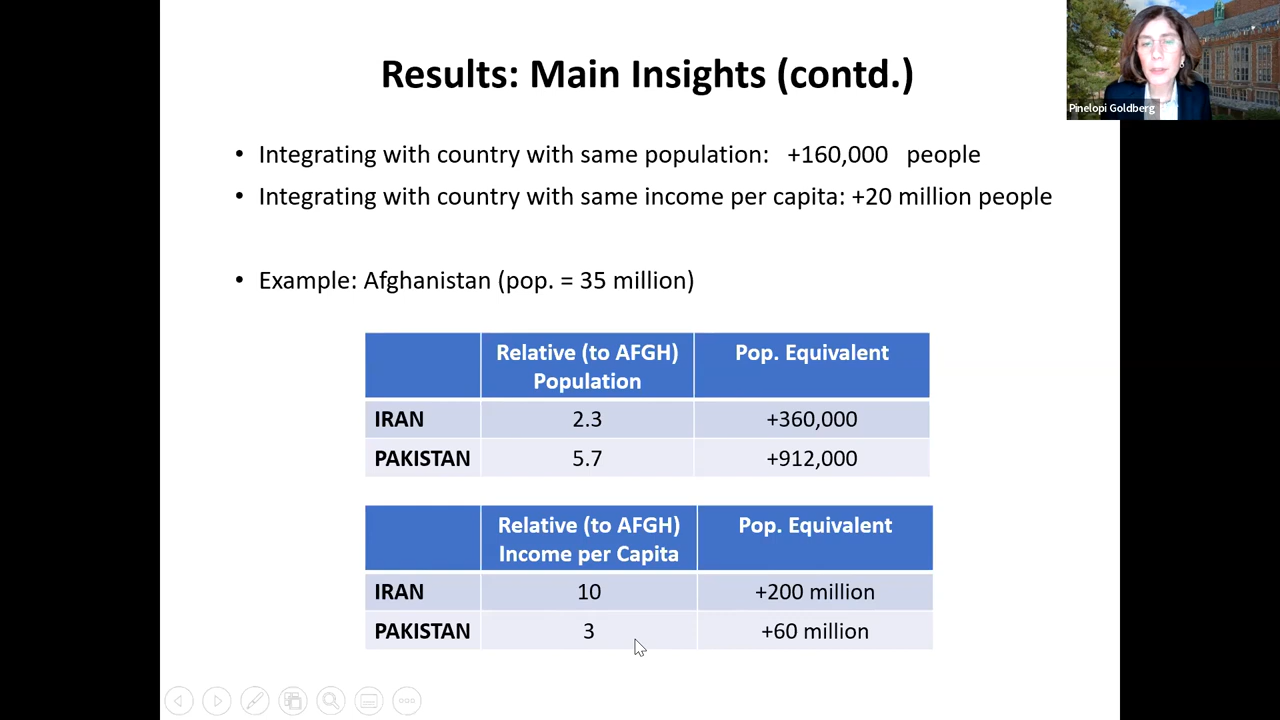 Results: Main Insights (contd.)
Pinelopi Goldberg
• Integrating with country with same population: +160,000 people
• Integrating with country with same income per capita: +20 million people
• Example: Afghanistan (pop. = 35 million)
Relative (to AFGH) Pop. Equivalent
Population
IRAN 2.3 +360,000
PAKISTAN 5.7 +912,000
Relative (to AFGH) Pop. Equivalent
Income per Capita
IRAN 10 +200 million
PAKISTAN 3 +60 million